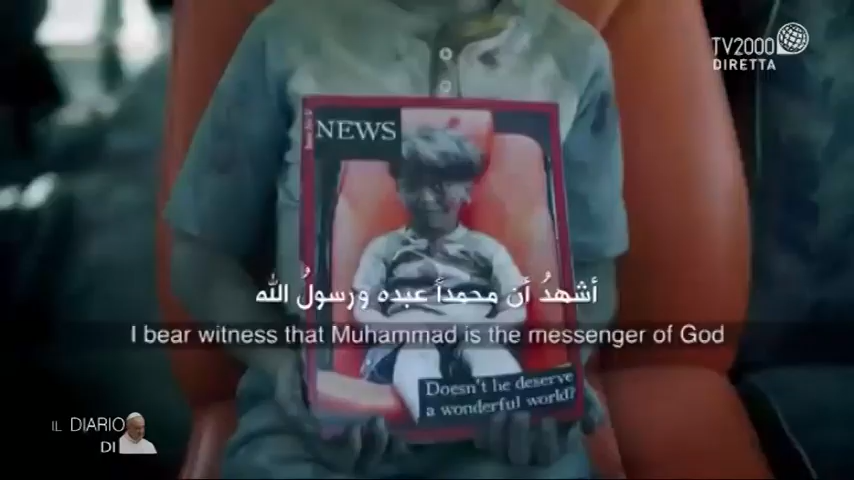 TV2000
DIRETTA
NEWS
أشهدُ أن محمداً عبده ورسولُ الله
I bear witness that Muhammad is the messenger of God
Doesn't he deserve
a wonderful world?
IL DIARIO
DI